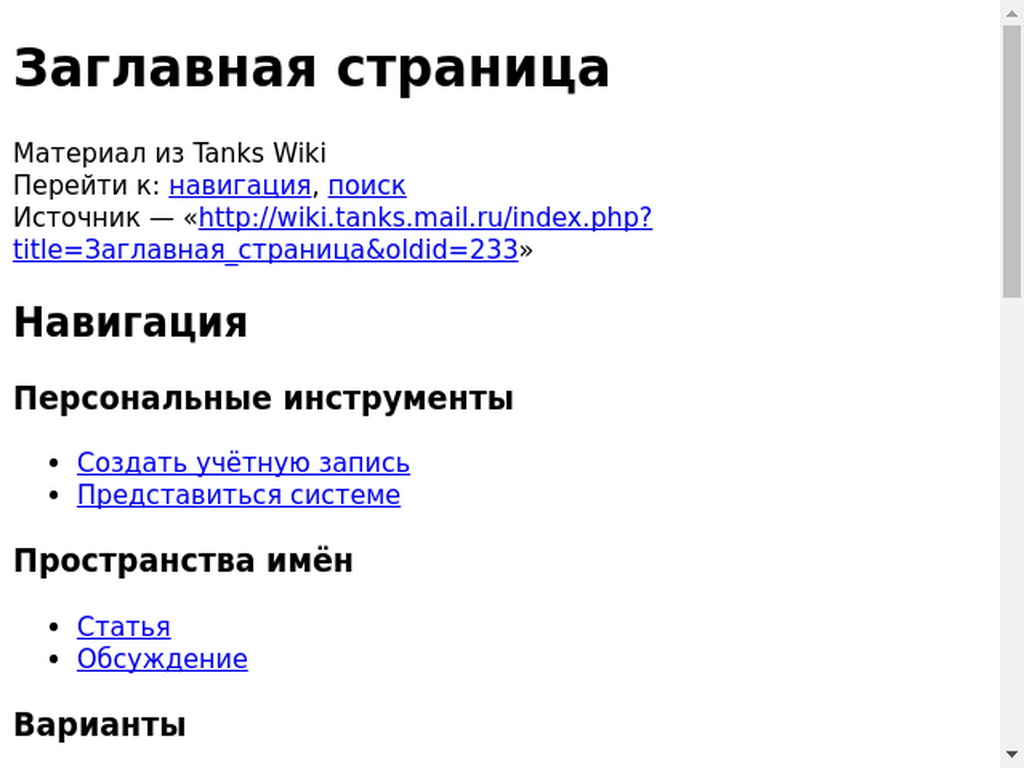 Заглавная страница
Материал из Tanks Wiki
Перейти к: навигация, поиск
Источник — «http://wiki.tanks.mail.ru/index.php?
title=Заглавная_страница&oldid=233»
Навигация
Персональные инструменты
Создать учётную запись
Представиться системе
Пространства имён
Статья
Обсуждение
Варианты